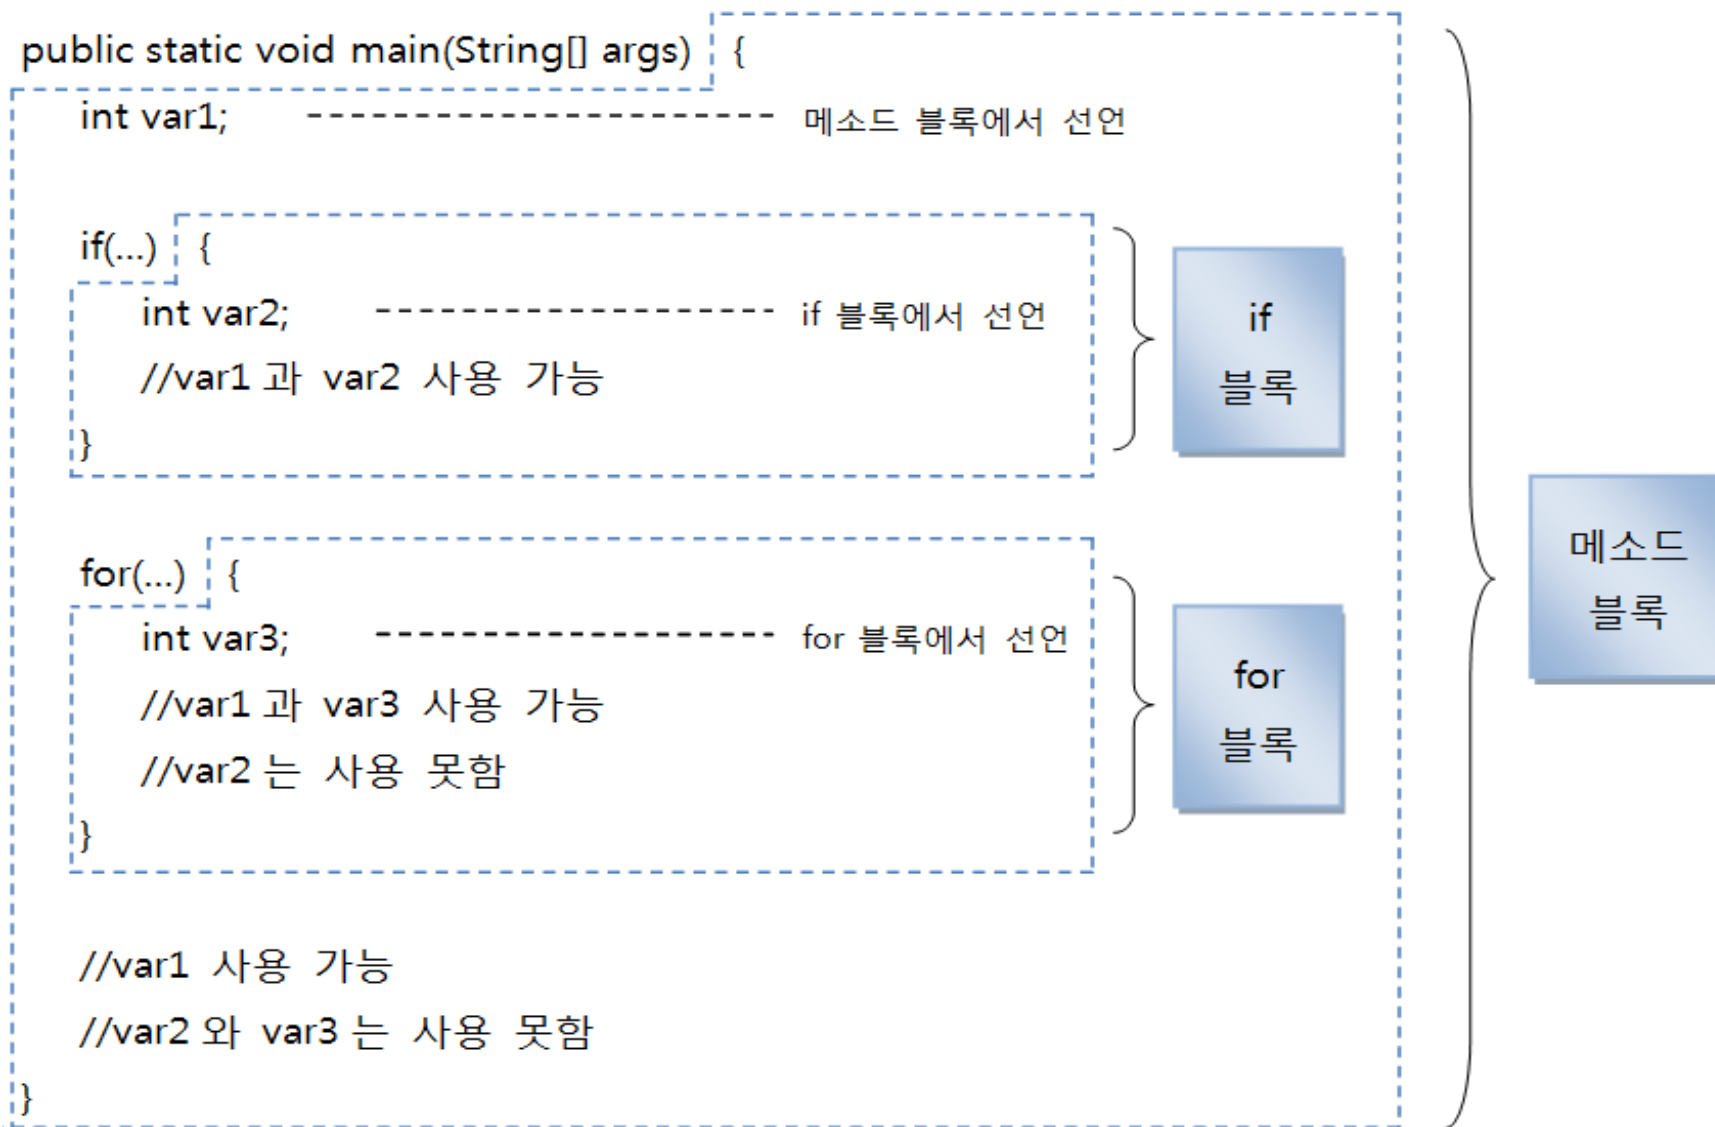 public static void main(String[] args) {
int var1; 메소드 블록에서 선언
if(...) {
int var2; if 블록에서 선언
//var1 과 var2 사용 가능
}
if
블록
for(...) {
int var3; for 블록에서 선언
//var1 과 var3 사용 가능
//var2 는 사용 못함
}
for
블록
//var1 사용 가능
//var2 와 var3 는 사용 못함
}
메소드
블록